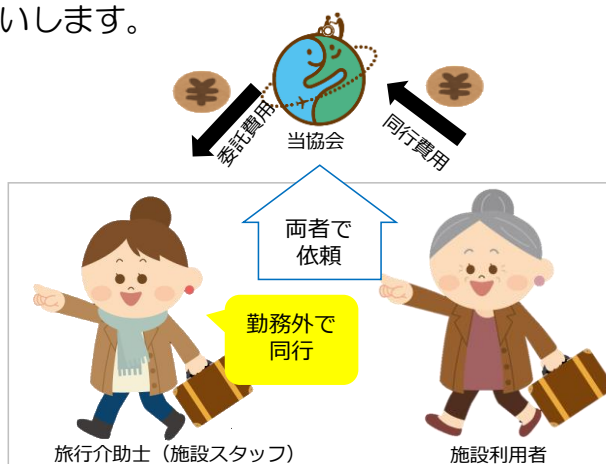 いします。
¥
¥
委託費用
当協会
同行費用
両者で
依頼
勤務外で
同行
旅行介助士（施設スタッフ）
施設利用者